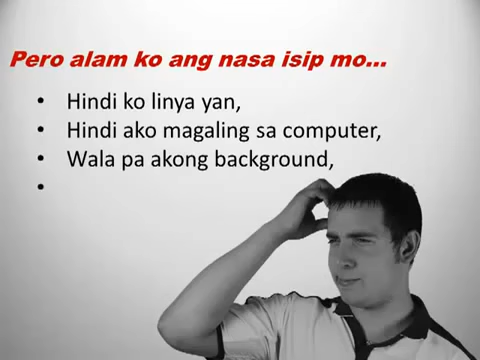 Pero alam ko ang nasa isip mo...
• Hindi ko linya yan,
• Hindi ako magaling sa computer,
• Wala pa akong background,
•